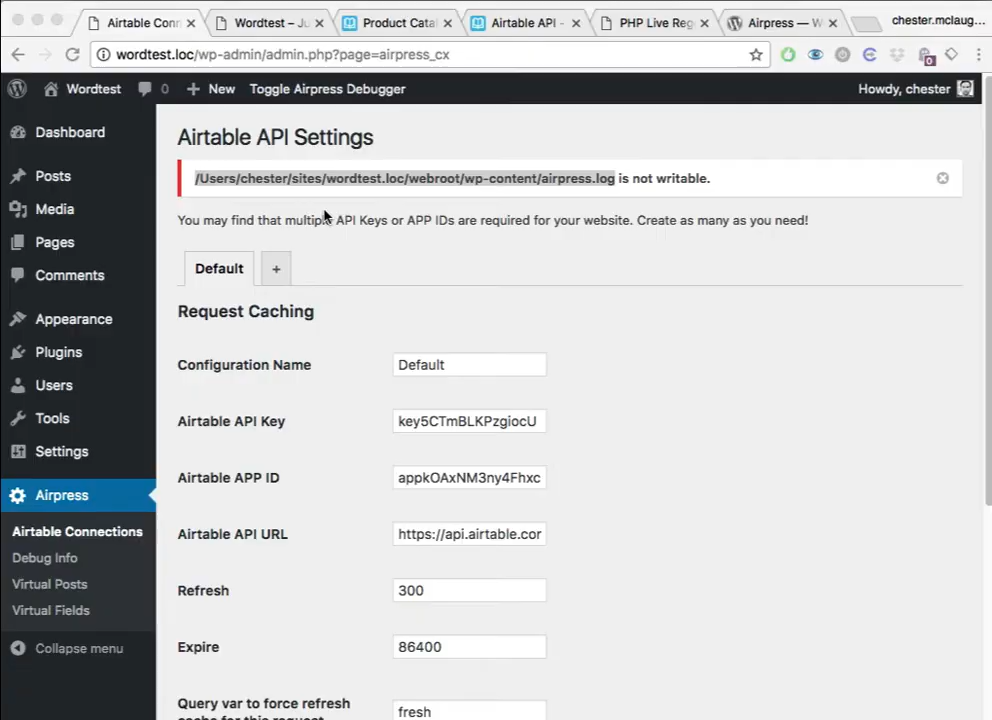 Airtable Conn
Wordtest – Ju
Product Catal
Airtable API -
PHP Live Reg
Airpress — W
chester.mclaug...
wordtest.loc/wp-admin/admin.php?page=airpress_cx
0
Wordtest
0
New
Toggle Airpress Debugger
Howdy, chester
Dashboard
Posts
Media
Pages
Comments
Appearance
Plugins
Users
Tools
Settings
Airpress
Airtable Connections
Debug Info
Virtual Posts
Virtual Fields
Collapse menu
Airtable API Settings
/Users/chester/sites/wordtest.loc/webroot/wp-content/airpress.log is not writable.
You may find that multiple API Keys or APP IDs are required for your website. Create as many as you need!
Default
+
Request Caching
Configuration Name
Default
Airtable API Key
key5CTmBLKPzgiocU
Airtable APP ID
appkOAxNM3ny4Fhxc
Airtable API URL
https://api.airtable.cor
Refresh
300
Expire
86400
Query var to force refresh
fresh